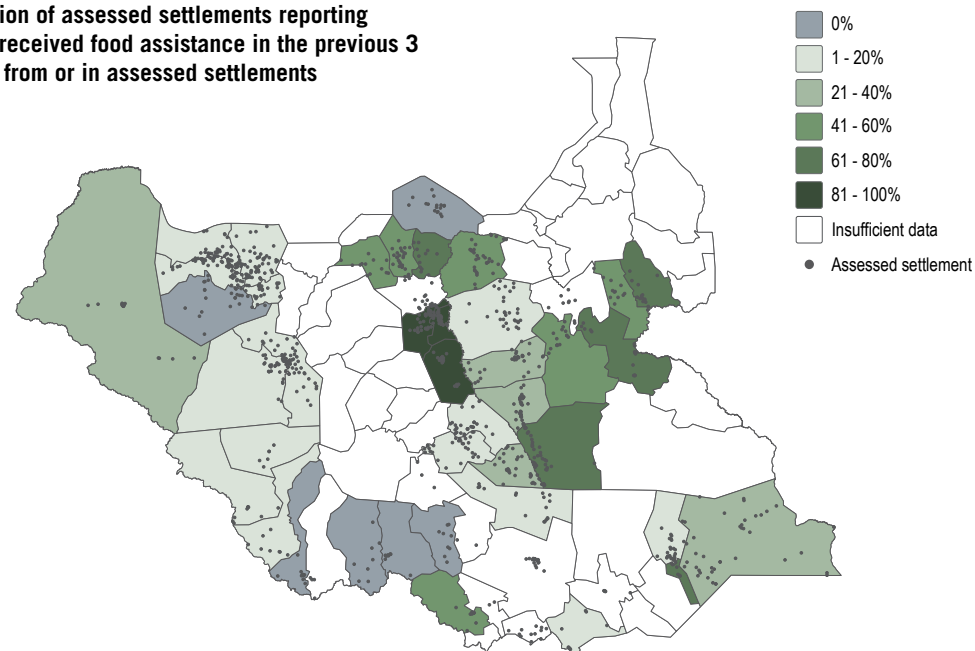 ion of assessed settlements reporting
received food assistance in the previous 3
from or in assessed settlements
0%
1 - 20%
21 - 40%
41 - 60%
61 - 80%
81 - 100%
Insufficient data
Assessed settlement